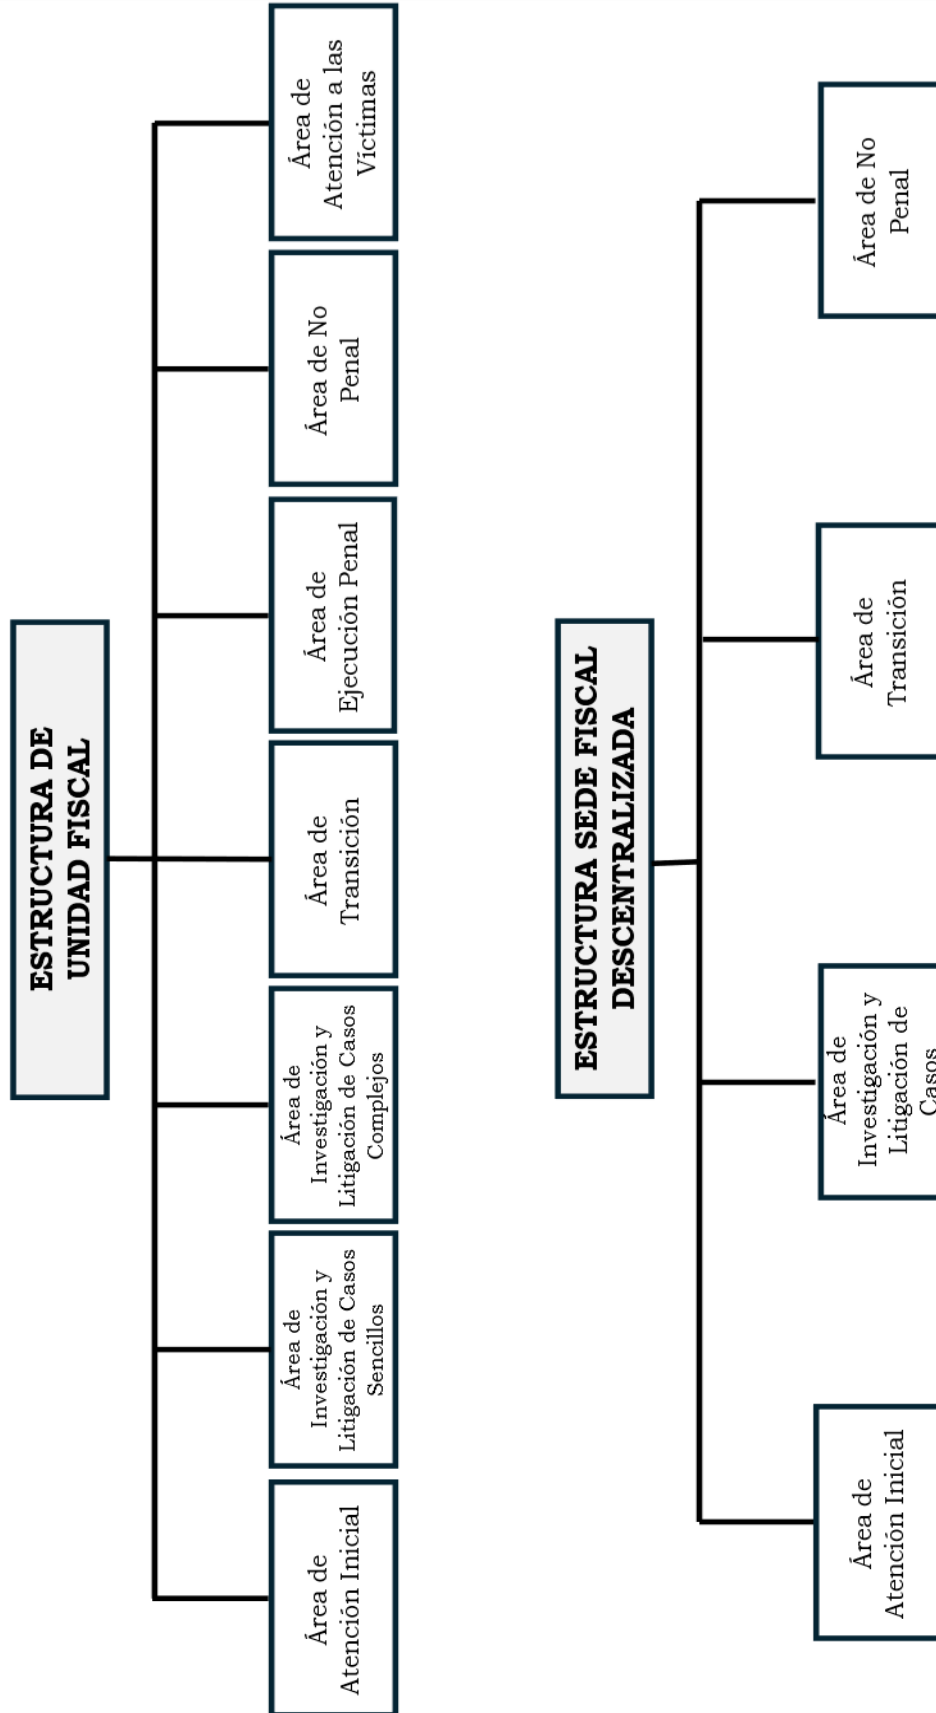 ESTRUCTURA DE
UNIDAD FISCAL
Área de
Atención Inicial
Área de
Investigación y
Litigación de Casos
Sencillos
Área de
Investigación y
Litigación de Casos
Complejos
Área de
Transición
Área de
Ejecución Penal
Área de No
Penal
Área de
Atención a las
Víctimas
ESTRUCTURA SEDE FISCAL
DESCENTRALIZADA
Área de
Atención Inicial
Área de
Investigación y
Litigación de
Casos
Área de
Transición
Área de No
Penal